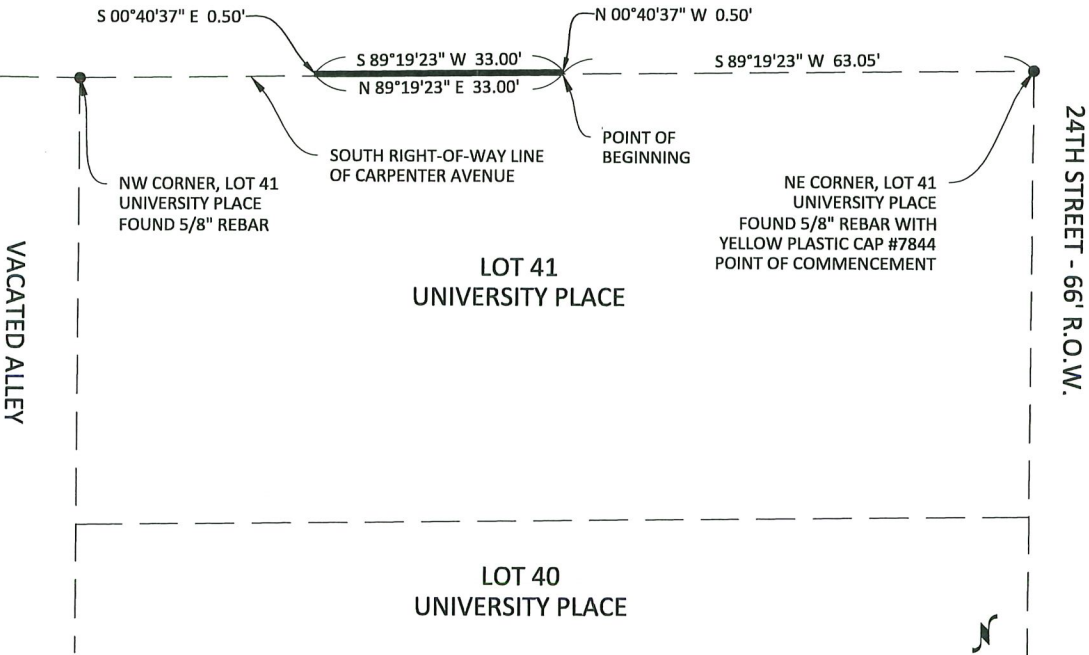 S 00°40'37" E 0.50'
N 00°40'37" W 0.50'
S 89°19'23" W 33.00'
S 89°19'23" W 63.05'
N 89°19'23" E 33.00'
POINT OF
BEGINNING
SOUTH RIGHT-OF-WAY LINE
OF CARPENTER AVENUE
NW CORNER, LOT 41
UNIVERSITY PLACE
FOUND 5/8" REBAR
NE CORNER, LOT 41
UNIVERSITY PLACE
FOUND 5/8" REBAR WITH
YELLOW PLASTIC CAP #7844
POINT OF COMMENCEMENT
24TH STREET - 66' R.O.W.
VACATED ALLEY
LOT 41
UNIVERSITY PLACE
LOT 40
UNIVERSITY PLACE
N